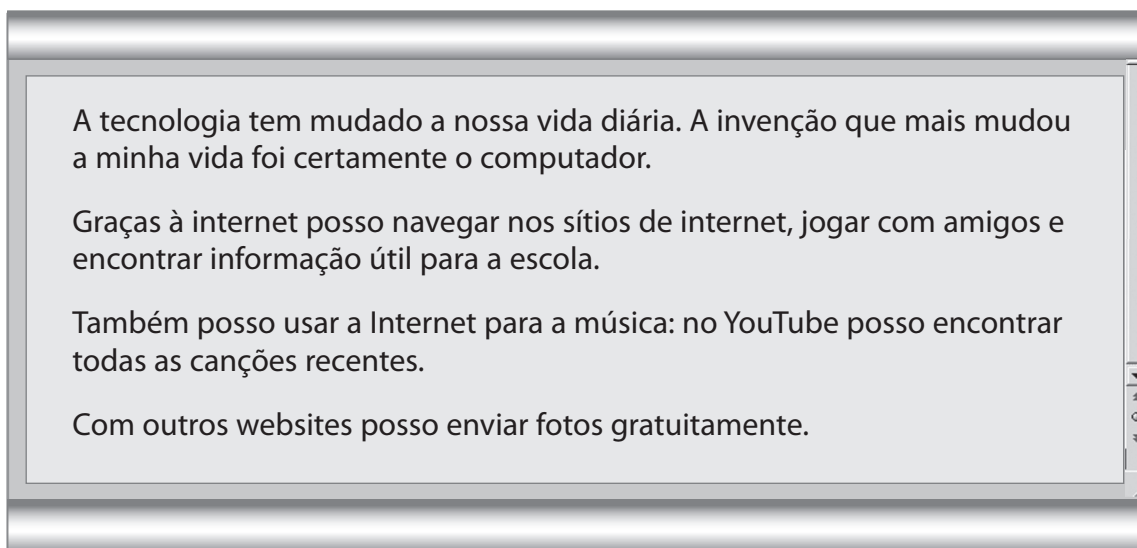 A tecnologia tem mudado a nossa vida diária. A invenção que mais mudou
a minha vida foi certamente o computador.
Graças à internet posso navegar nos sítios de internet, jogar com amigos e
encontrar informação útil para a escola.
Também posso usar a Internet para a música: no YouTube posso encontrar
todas as canções recentes.
Com outros websites posso enviar fotos gratuitamente.